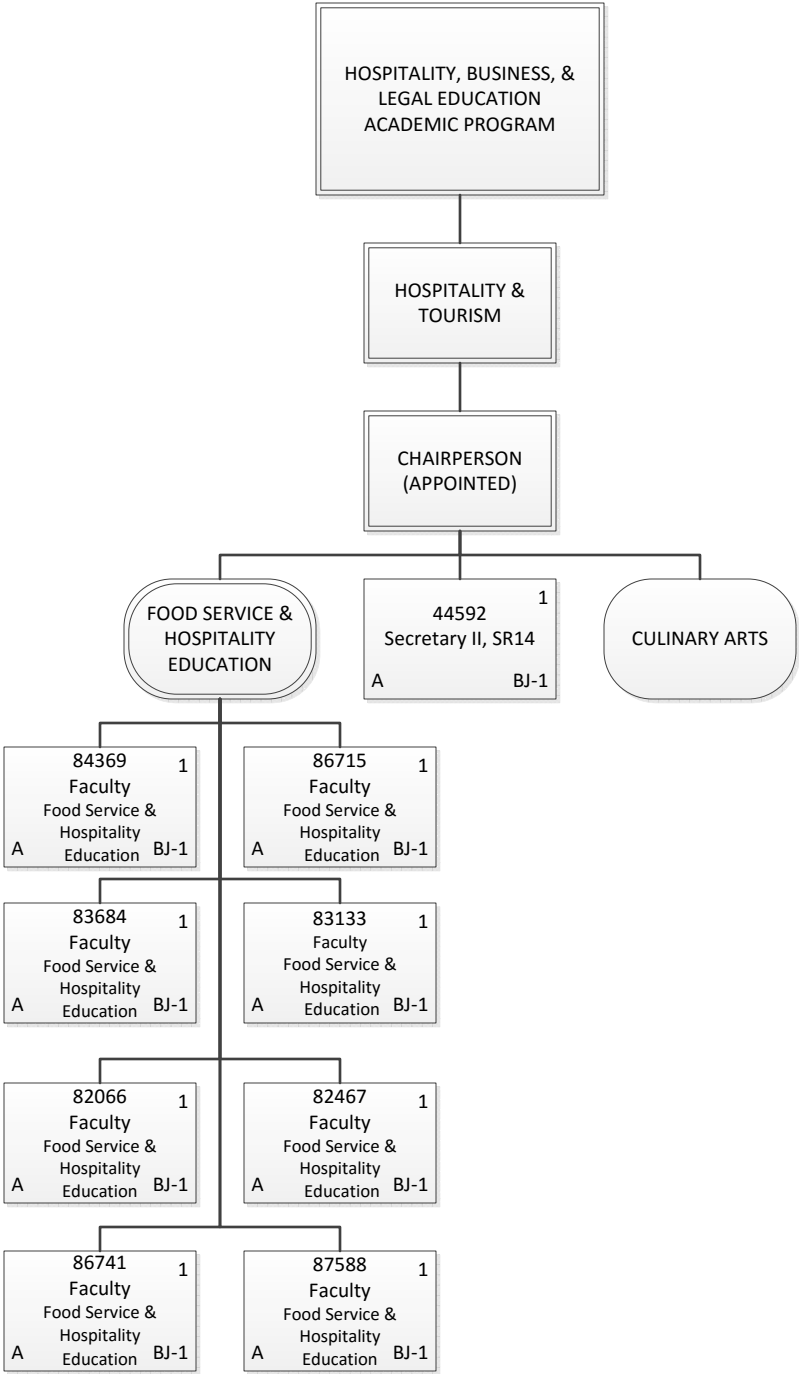 HOSPITALITY, BUSINESS, &
LEGAL EDUCATION
ACADEMIC PROGRAM
HOSPITALITY &
TOURISM
CHAIRPERSON
(APPOINTED)
FOOD SERVICE &
HOSPITALITY
EDUCATION
1
44592
Secretary II, SR14
A BJ-1
CULINARY ARTS
84369 1
Faculty
Food Service &
Hospitality
A Education BJ-1
86715 1
Faculty
Food Service &
Hospitality
A Education BJ-1
83684 1
Faculty
Food Service &
Hospitality
A Education BJ-1
83133 1
Faculty
Food Service &
Hospitality
A Education BJ-1
82066 1
Faculty
Food Service &
Hospitality
A Education BJ-1
82467 1
Faculty
Food Service &
Hospitality
A Education BJ-1
86741 1
Faculty
Food Service &
Hospitality
A Education BJ-1
87588 1
Faculty
Food Service &
Hospitality
A Education BJ-1